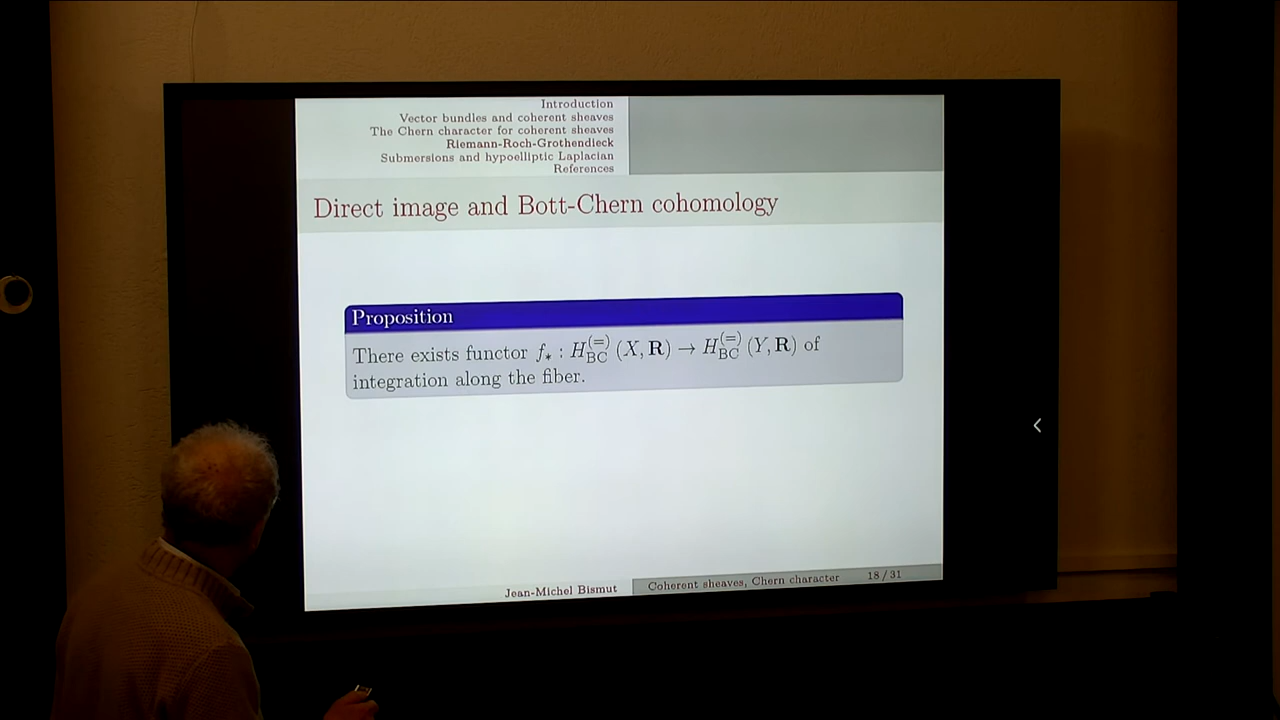 Introduction
Vector bundles and coherent sheaves
The Chern character for coherent sheaves
Riemann-Roch-Grothendieck
Submersions and hypoelliptic Laplacian
References
Direct image and Bott-Chern cohomology
Proposition
There exists functor f_* : H_{BC}^{(=)} (X, R) → H_{BC}^{(=)} (Y, R) of
integration along the fiber.
Jean-Michel Bismut Coherent sheaves, Chern character 18 / 31